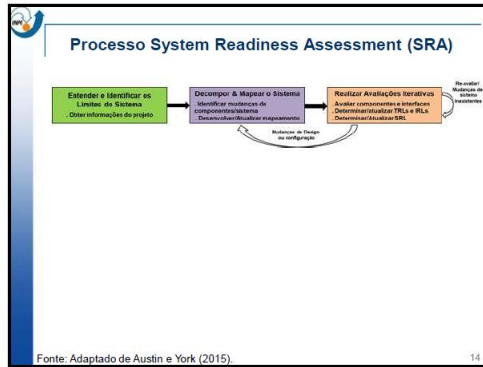 Processo System Readiness Assessment (SRA)
Entender e Identificar os
Limites do Sistema
. Obter informações do projeto
Decompor & Mapear o Sistema
. Identificar mudanças de
componentes/sistema
. Desenvolver/Atualizar mapeamento
Realizar Avaliações Iterativas
. Avaliar componentes e interfaces
. Determinar/atualizar TRLs e IRLs
. Determinar/atualizar SRL
Re-avaliar/
Mudanças de
sistema
inexistentes
Mudanças de Design
ou configuração
Fonte: Adaptado de Austin e York (2015).
14